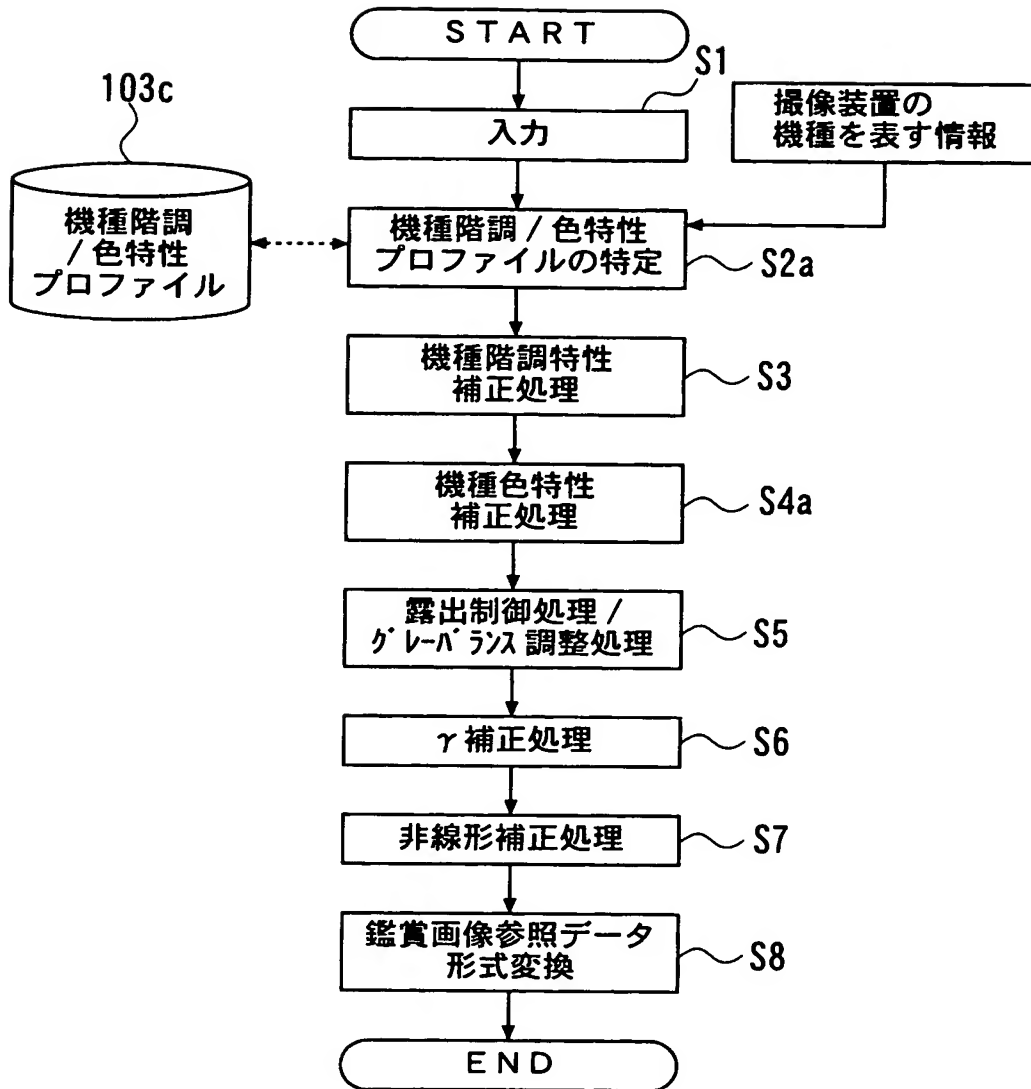 START
S1
103c
入力
撮像装置の
機種を表す情報
機種階調
/色特性
プロファイル
機種階調/色特性
プロファイルの特定
S2a
機種階調特性
補正処理
S3
機種色特性
補正処理
S4a
露出制御処理/
グレーバランス調整処理
S5
γ補正処理
S6
非線形補正処理
S7
鑑賞画像参照データ
形式変換
S8
END